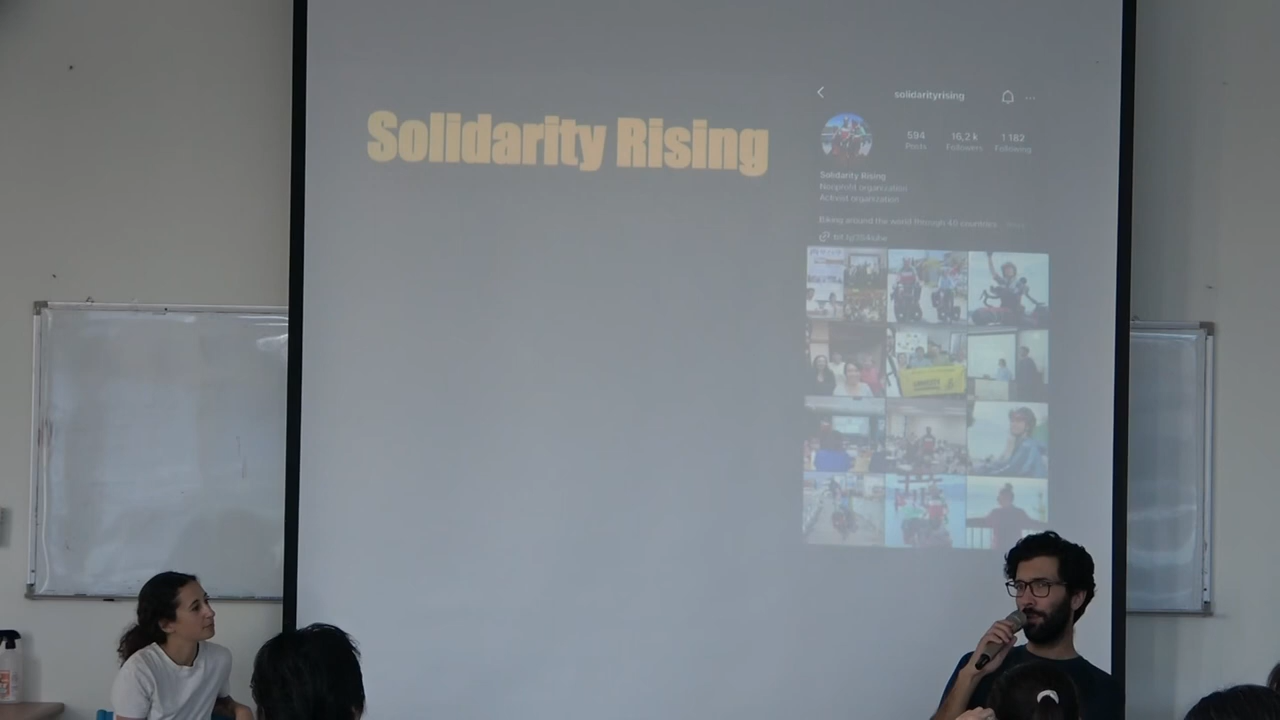 Solidarity Rising
solidarityrising
594 16,2 k 1 182
Posts Followers Following
Solidarity Rising
Nonprofit organization
Activist organization
Biking around the world through 40 countries